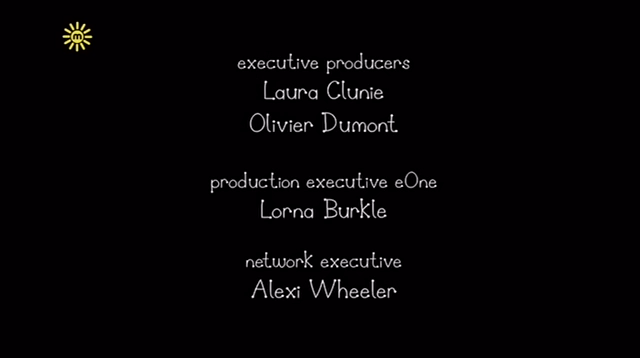 m
executive producers
Laura Clunie
Olivier Dumont
production executive eOne
Lorna Burkle
network executive
Alexi Wheeler